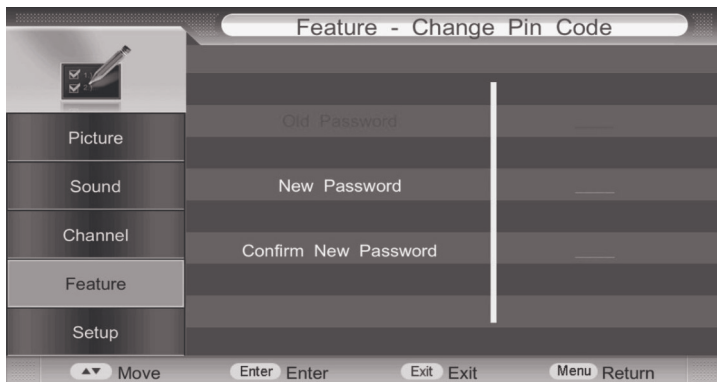 Feature - Change Pin Code
Picture
Sound
Channel
Feature
Setup
Old Password
New Password
Confirm New Password
▲▼ Move Enter Enter Exit Exit Menu Return